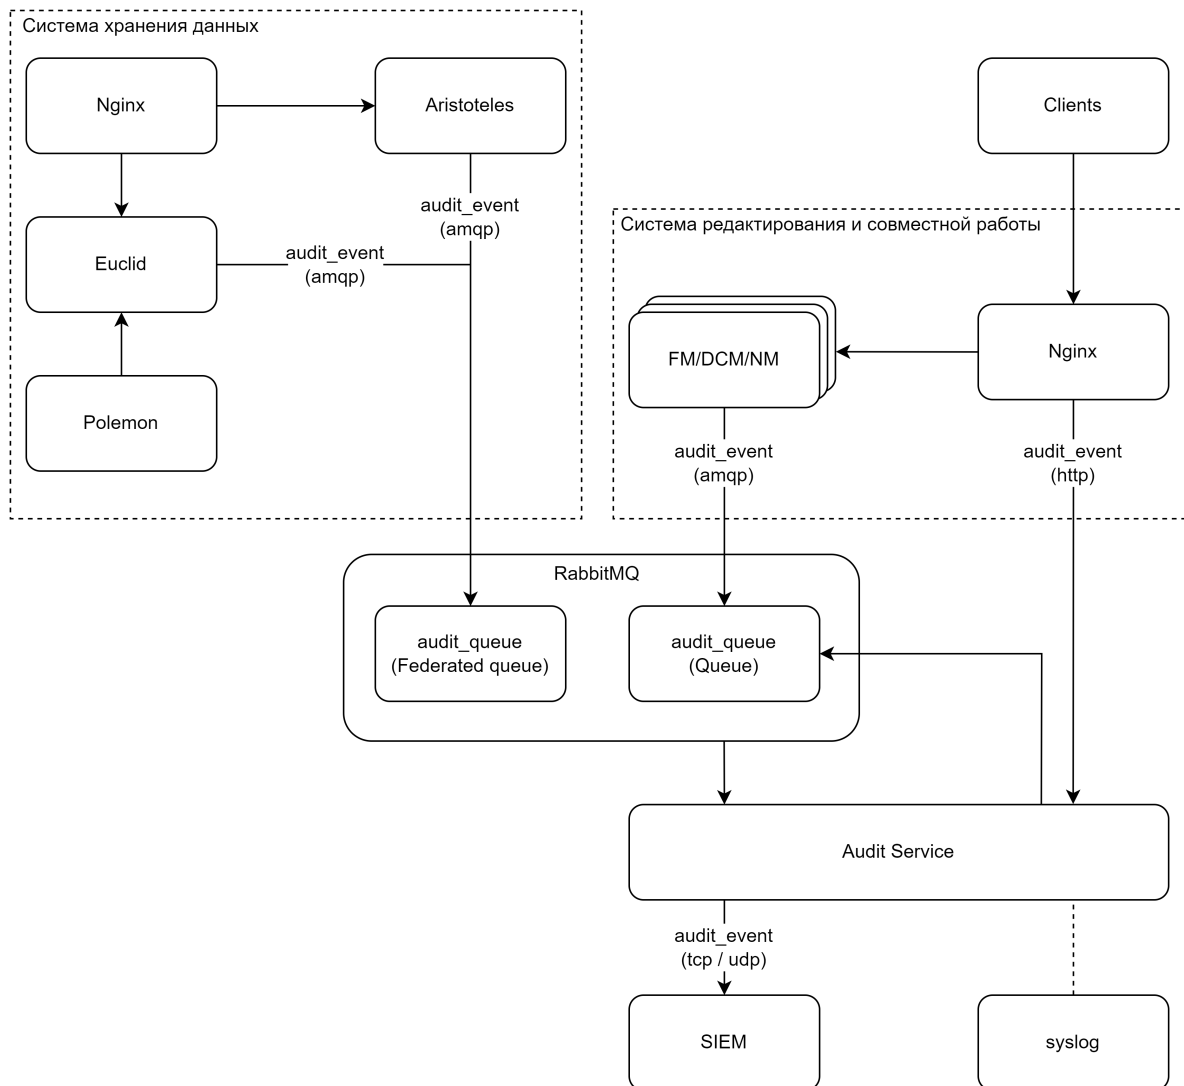 Система хранения данных
Nginx
Aristoteles
Clients
audit_event
(amqp)
Система редактирования и совместной работы
Euclid
audit_event
(amqp)
FM/DCM/NM
Nginx
Polemon
audit_event
(amqp)
audit_event
(http)
RabbitMQ
audit_queue
(Federated queue)
audit_queue
(Queue)
Audit Service
audit_event
(tcp / udp)
SIEM
syslog